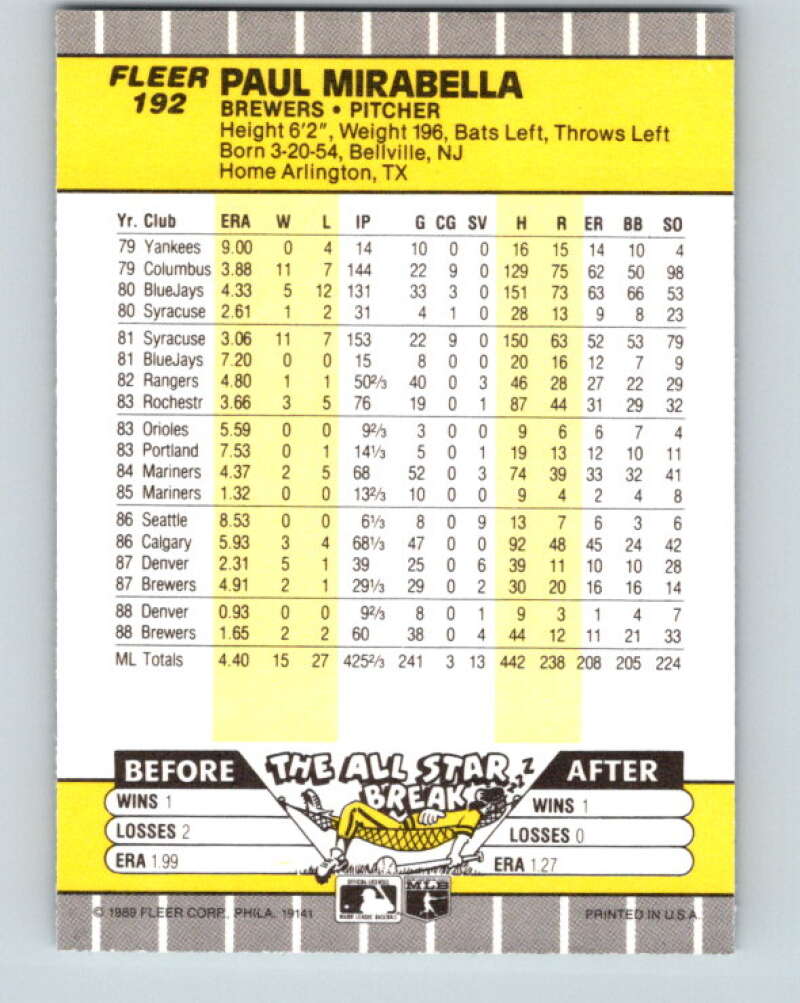 FLEER PAUL MIRABELLA
192 BREWERS • PITCHER
Height 6'2", Weight 196, Bats Left, Throws Left
Born 3-20-54, Bellville, NJ
Home Arlington, TX
Yr. Club ERA W L IP G CG SV H R ER BB SO
79 Yankees 9.00 0 4 14 10 0 0 16 15 14 10 4
79 Columbus 3.88 11 7 144 22 9 0 129 75 62 50 98
80 BlueJays 4.33 5 12 131 33 3 0 151 73 63 66 53
80 Syracuse 2.61 1 2 31 4 1 0 28 13 9 8 23
81 Syracuse 3.06 11 7 153 22 9 0 150 63 52 53 79
81 BlueJays 7.20 0 0 15 8 0 0 20 16 12 7 9
82 Rangers 4.80 1 1 50⅔ 40 0 3 46 28 27 22 29
83 Rochestr 3.66 3 5 76 19 0 1 87 44 31 29 32
83 Orioles 5.59 0 0 9⅔ 3 0 0 9 6 6 7 4
83 Portland 7.53 0 1 14⅓ 5 0 1 19 13 12 10 11
84 Mariners 4.37 2 5 68 52 0 3 74 39 33 32 41
85 Mariners 1.32 0 0 13⅔ 10 0 0 9 4 2 4 8
86 Seattle 8.53 0 0 6⅓ 8 0 9 13 7 6 3 6
86 Calgary 5.93 3 4 68⅓ 47 0 0 92 48 45 24 42
87 Denver 2.31 5 1 39 25 0 6 39 11 10 10 28
87 Brewers 4.91 2 1 29⅓ 29 0 2 30 20 16 16 14
88 Denver 0.93 0 0 9⅔ 8 0 1 9 3 1 4 7
88 Brewers 1.65 2 2 60 38 0 4 44 12 11 21 33
ML Totals 4.40 15 27 425⅔ 241 3 13 442 238 208 205 224
BEFORE THE ALL STAR BREAK ZZZZ AFTER
WINS 1 WINS 1
LOSSES 2 LOSSES 0
ERA 1.99 ERA 1.27
OFFICIAL LICENSEE
MAJOR LEAGUE BASEBALL
MLB
© 1989 FLEER CORP., PHILA. 19141 PRINTED IN U.S.A.